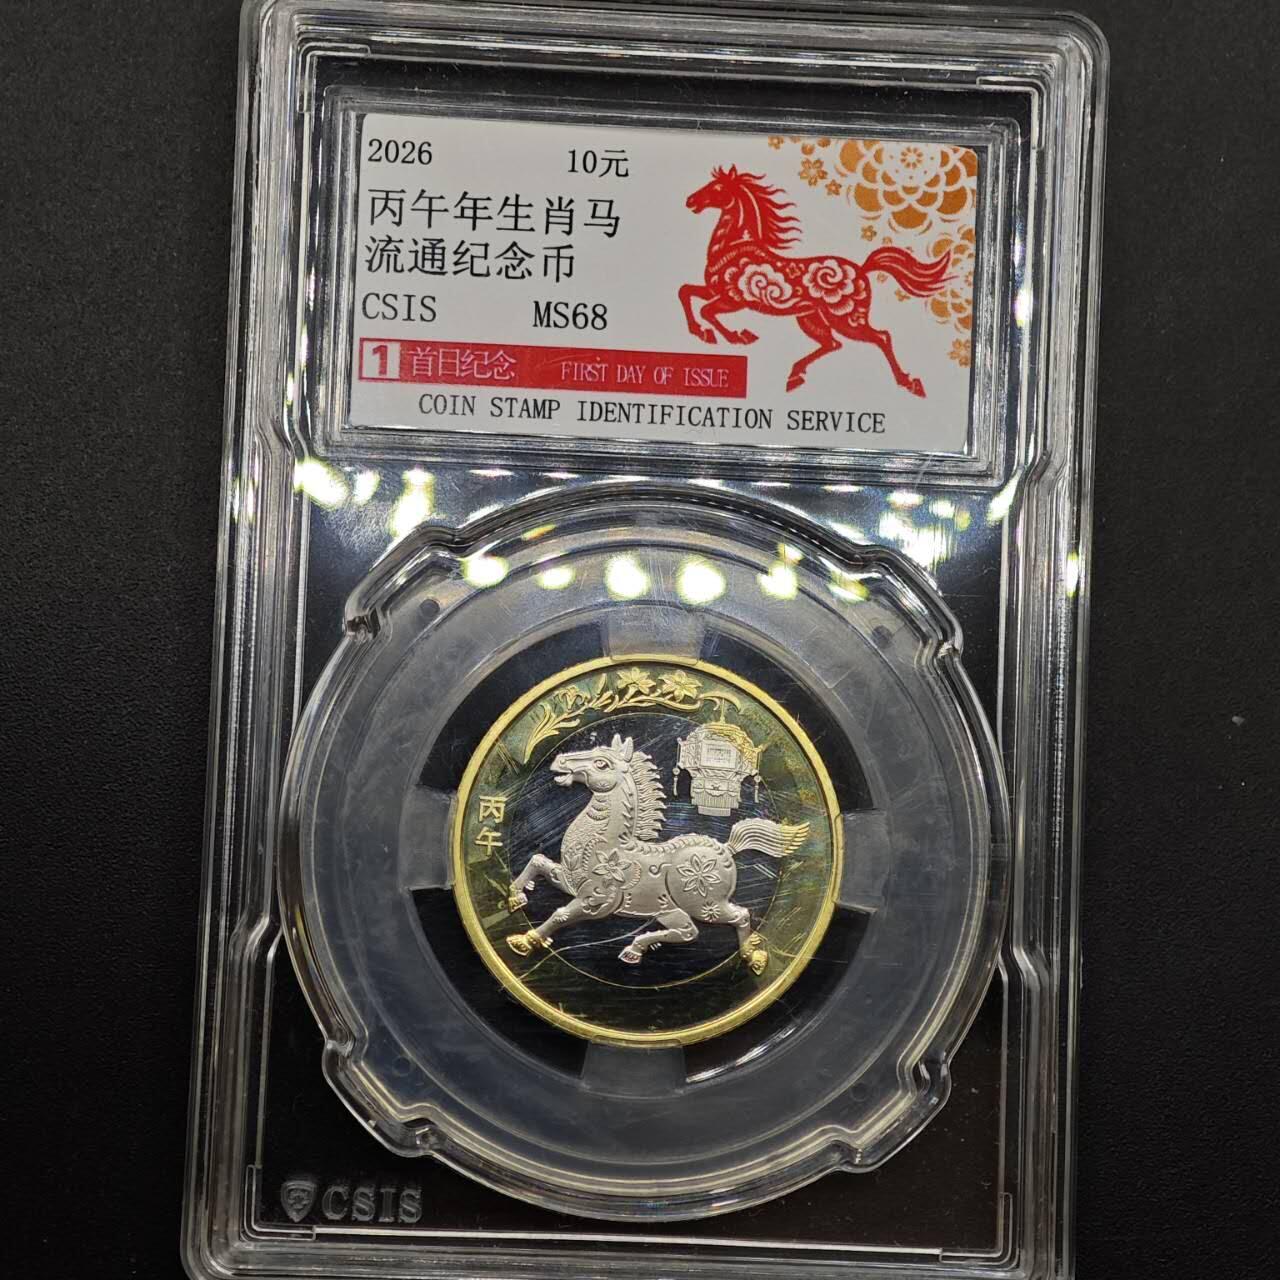 2026 10元
丙午年生肖马
流通纪念币
CSIS MS68
1 首日纪念 FIRST DAY OF ISSUE
COIN STAMP IDENTIFICATION SERVICE
丙午
CSIS